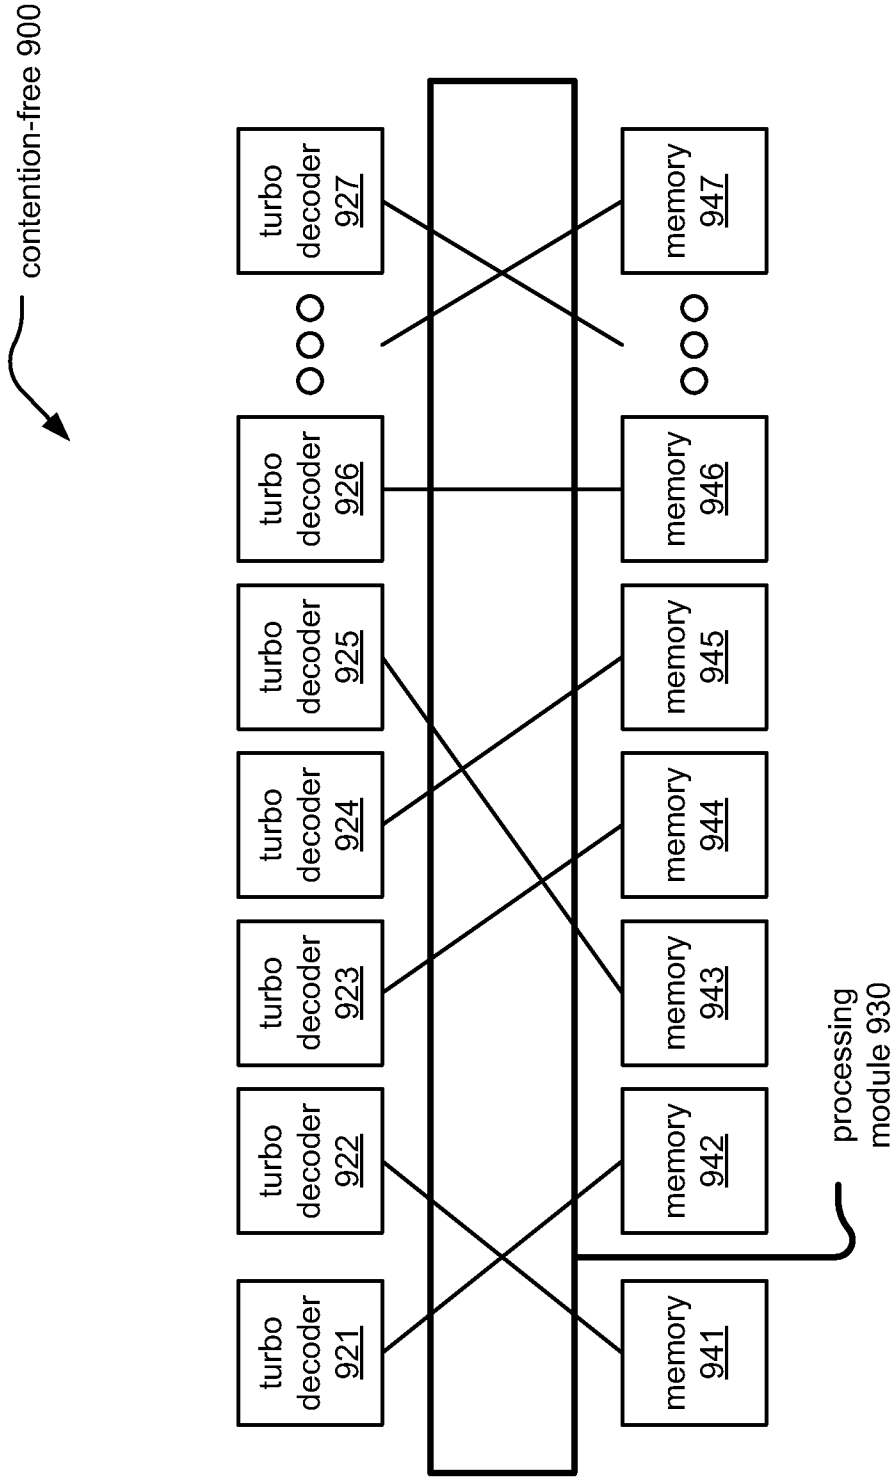 contention-free 900
turbo
decoder
921
turbo
decoder
922
turbo
decoder
923
turbo
decoder
924
turbo
decoder
925
turbo
decoder
926
turbo
decoder
927
memory
941
memory
942
memory
943
memory
944
memory
945
memory
946
memory
947
processing
module 930